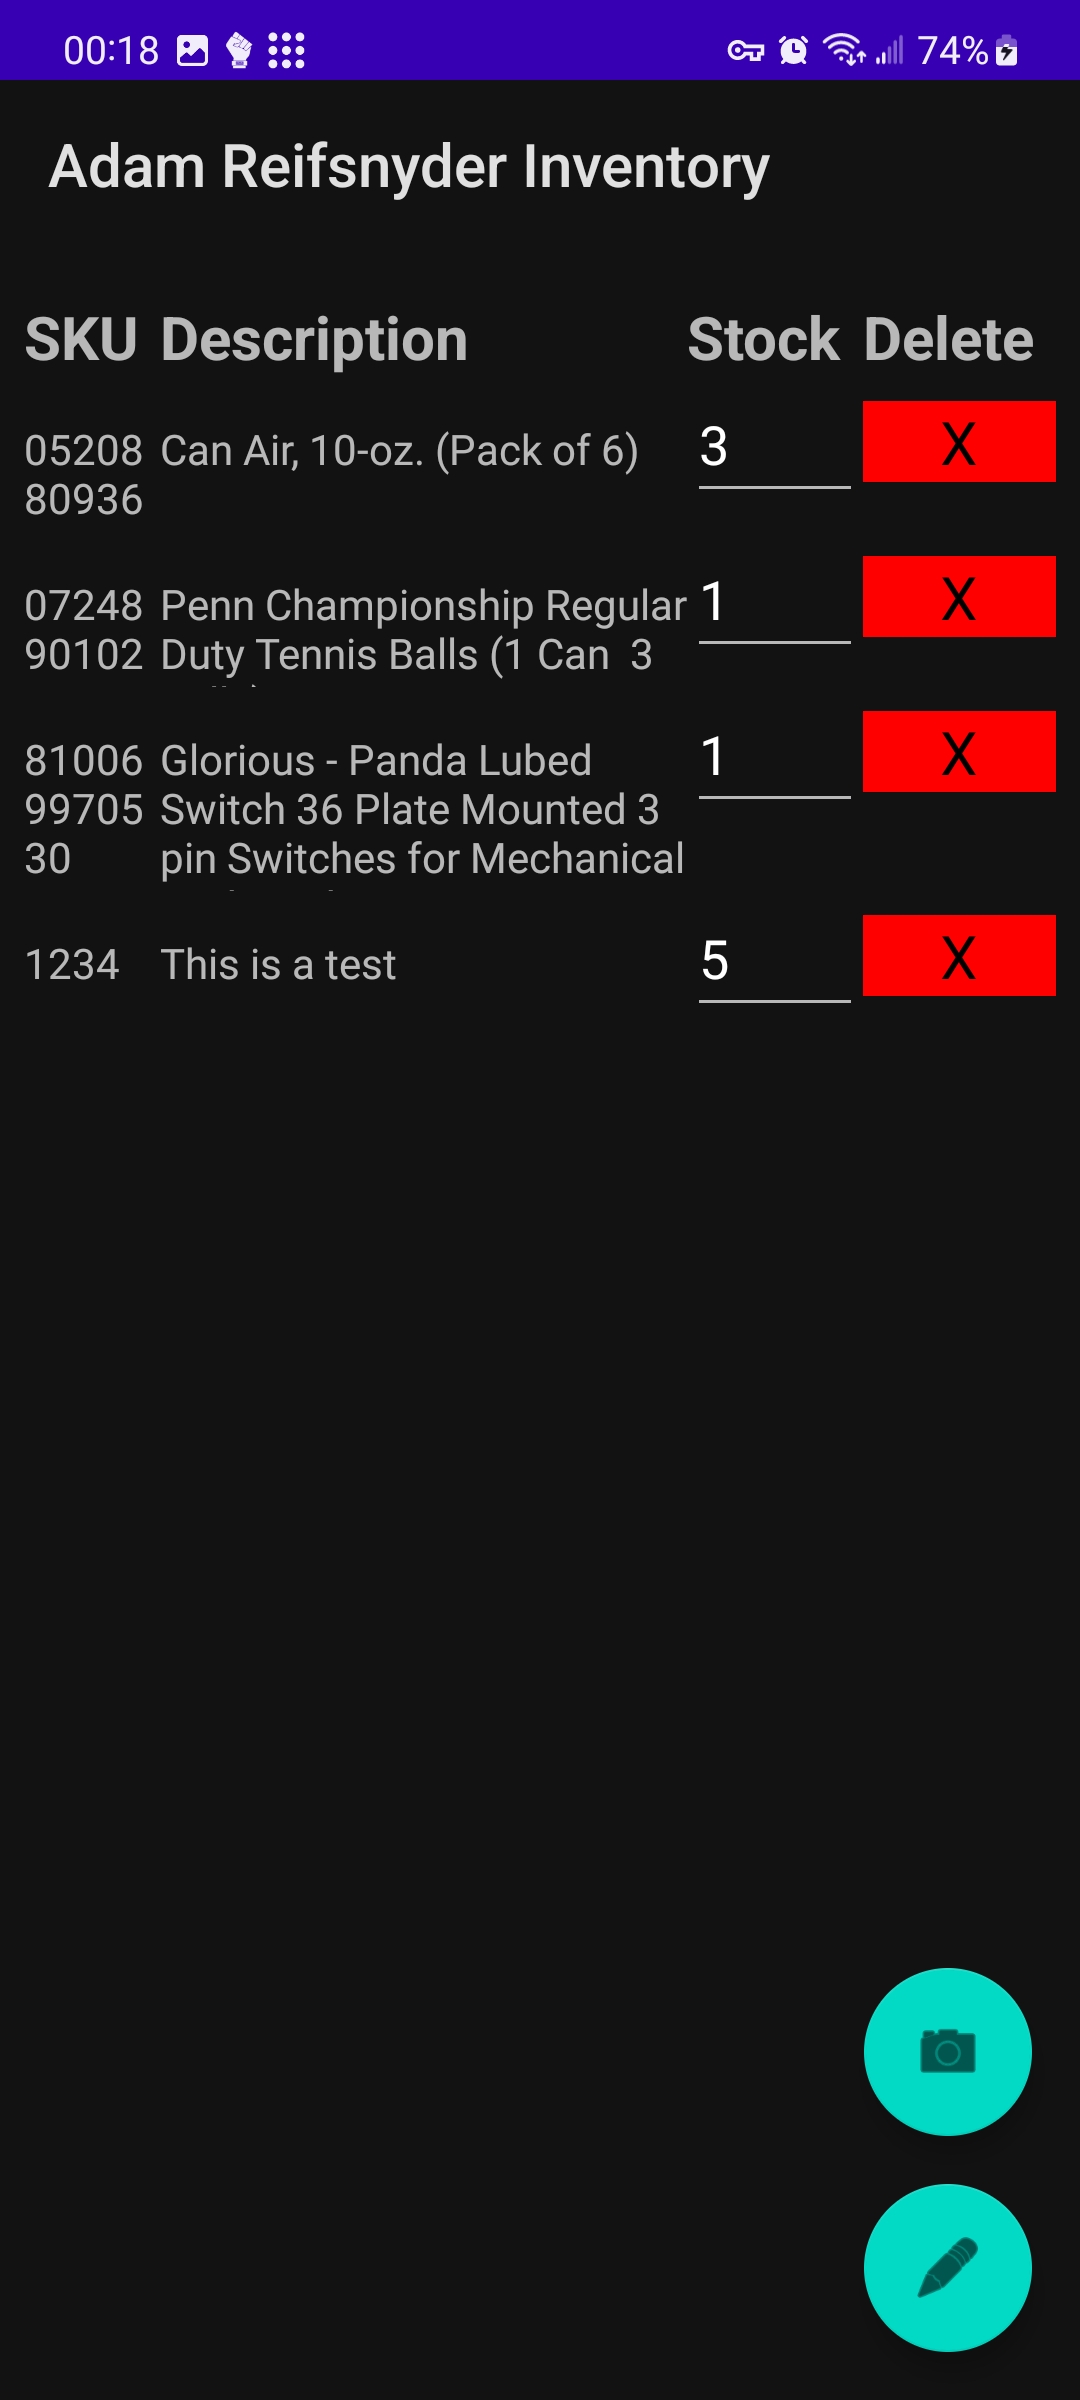 00:18 74%
Adam Reifsnyder Inventory
SKU Description Stock Delete
05208 Can Air, 10-oz. (Pack of 6) 3 X
80936
07248 Penn Championship Regular 1 X
90102 Duty Tennis Balls (1 Can  3
81006 Glorious - Panda Lubed 1 X
99705 Switch 36 Plate Mounted 3
30 pin Switches for Mechanical
1234 This is a test 5 X